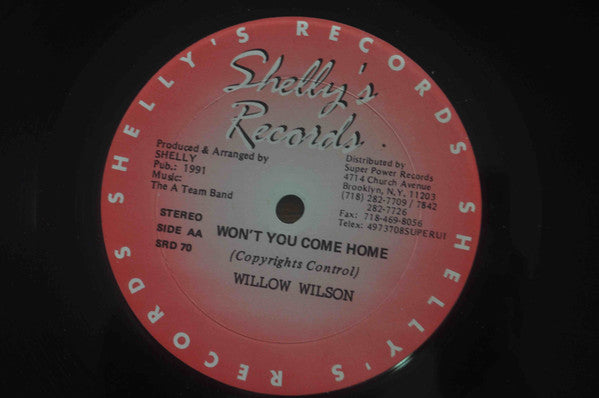 SHELLY'S RECORDS SHELLY'S RECORDS
Shelly's
Records
Produced & Arranged by
SHELLY
Pub.: 1991
Music:
The A Team Band
Distributed by
Super Power Records
4714 Church Avenue
Brooklyn, N.Y. 11203
(718) 282-7709 / 7842
282-7726
Fax: 718-469-8056
Telex: 4973708SUPERUI
STEREO
SIDE AA
SRD 70
WON'T YOU COME HOME
(Copyrights Control)
WILLOW WILSON